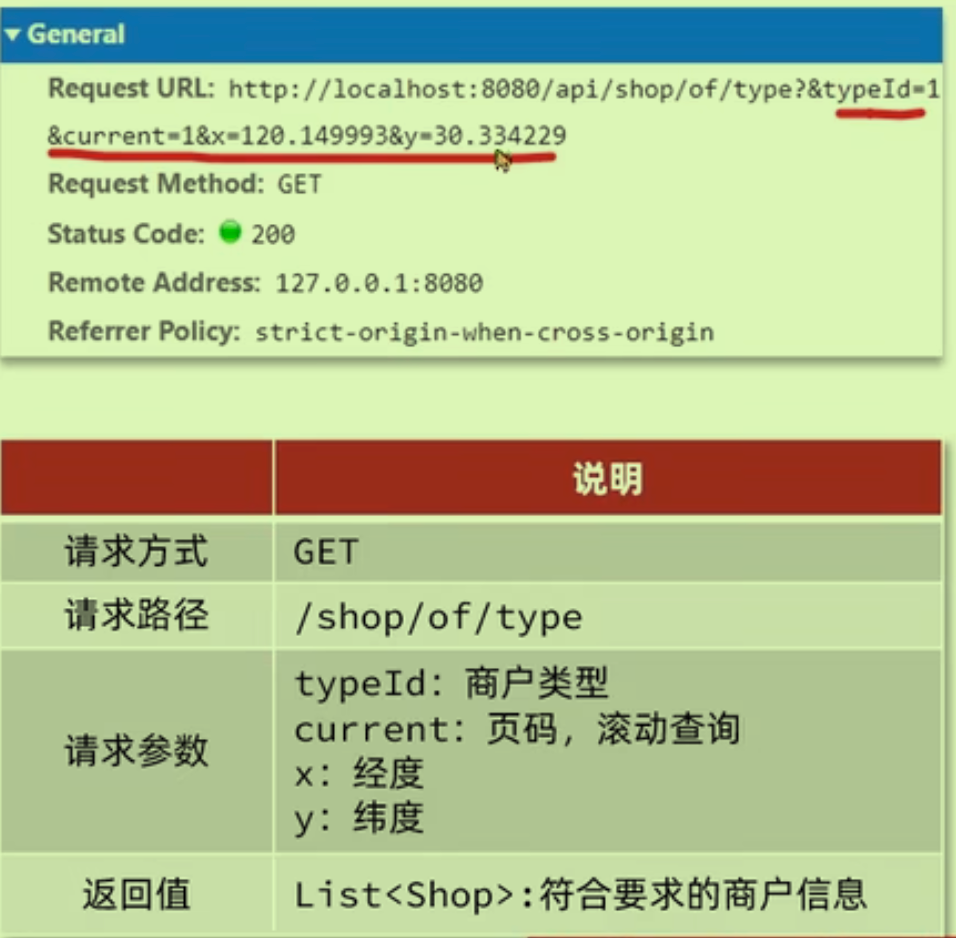 General
Request URL: http://localhost:8080/api/shop/of/type?&typeId=1
&current=1&x=120.149993&y=30.334229
Request Method: GET
Status Code: 200
Remote Address: 127.0.0.1:8080
Referrer Policy: strict-origin-when-cross-origin
说明
请求方式 GET
请求路径 /shop/of/type
请求参数
typeId：商户类型
current：页码，滚动查询
x：经度
y：纬度
返回值 List<Shop>:符合要求的商户信息